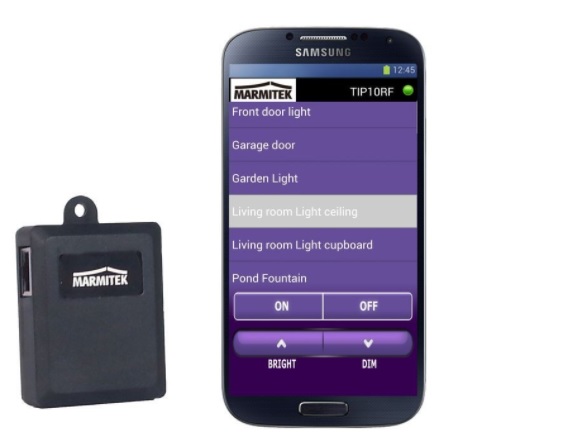 SAMSUNG
12:45
MARMITEK TIP10RF
Front door light
Garage door
Garden Light
Living room Light ceiling
Living room Light cupboard
Pond Fountain
ON OFF
BRIGHT DIM
MARMITEK